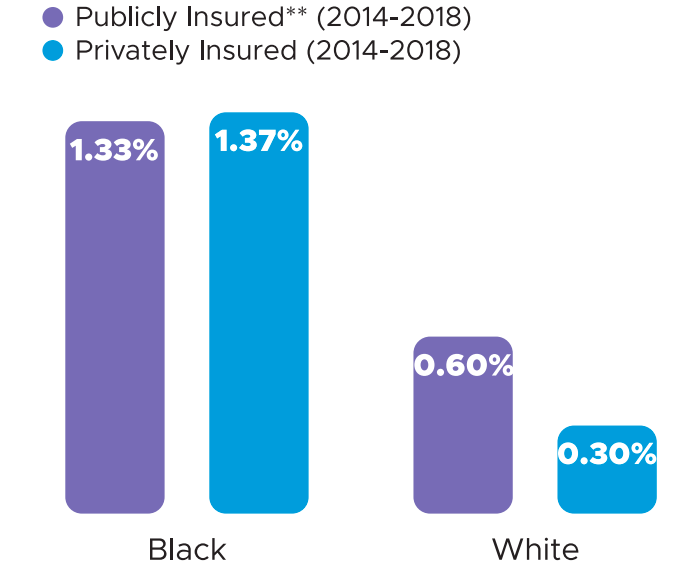 Publicly Insured** (2014-2018)
Privately Insured (2014-2018)
1.33%
1.37%
0.60%
0.30%
Black
White